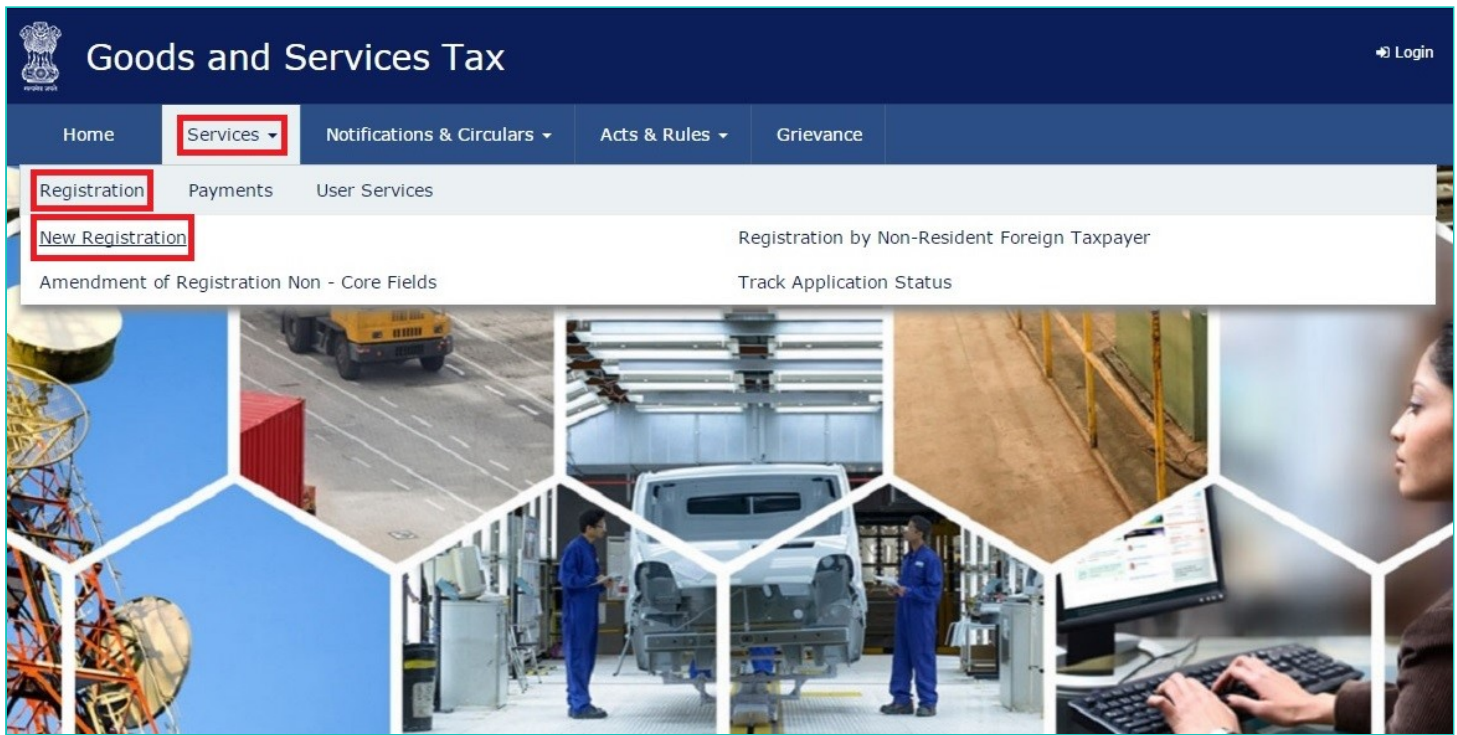 Goods and Services Tax
Login
Home Services Notifications & Circulars Acts & Rules Grievance
Registration Payments User Services
New Registration Registration by Non-Resident Foreign Taxpayer
Amendment of Registration Non - Core Fields Track Application Status